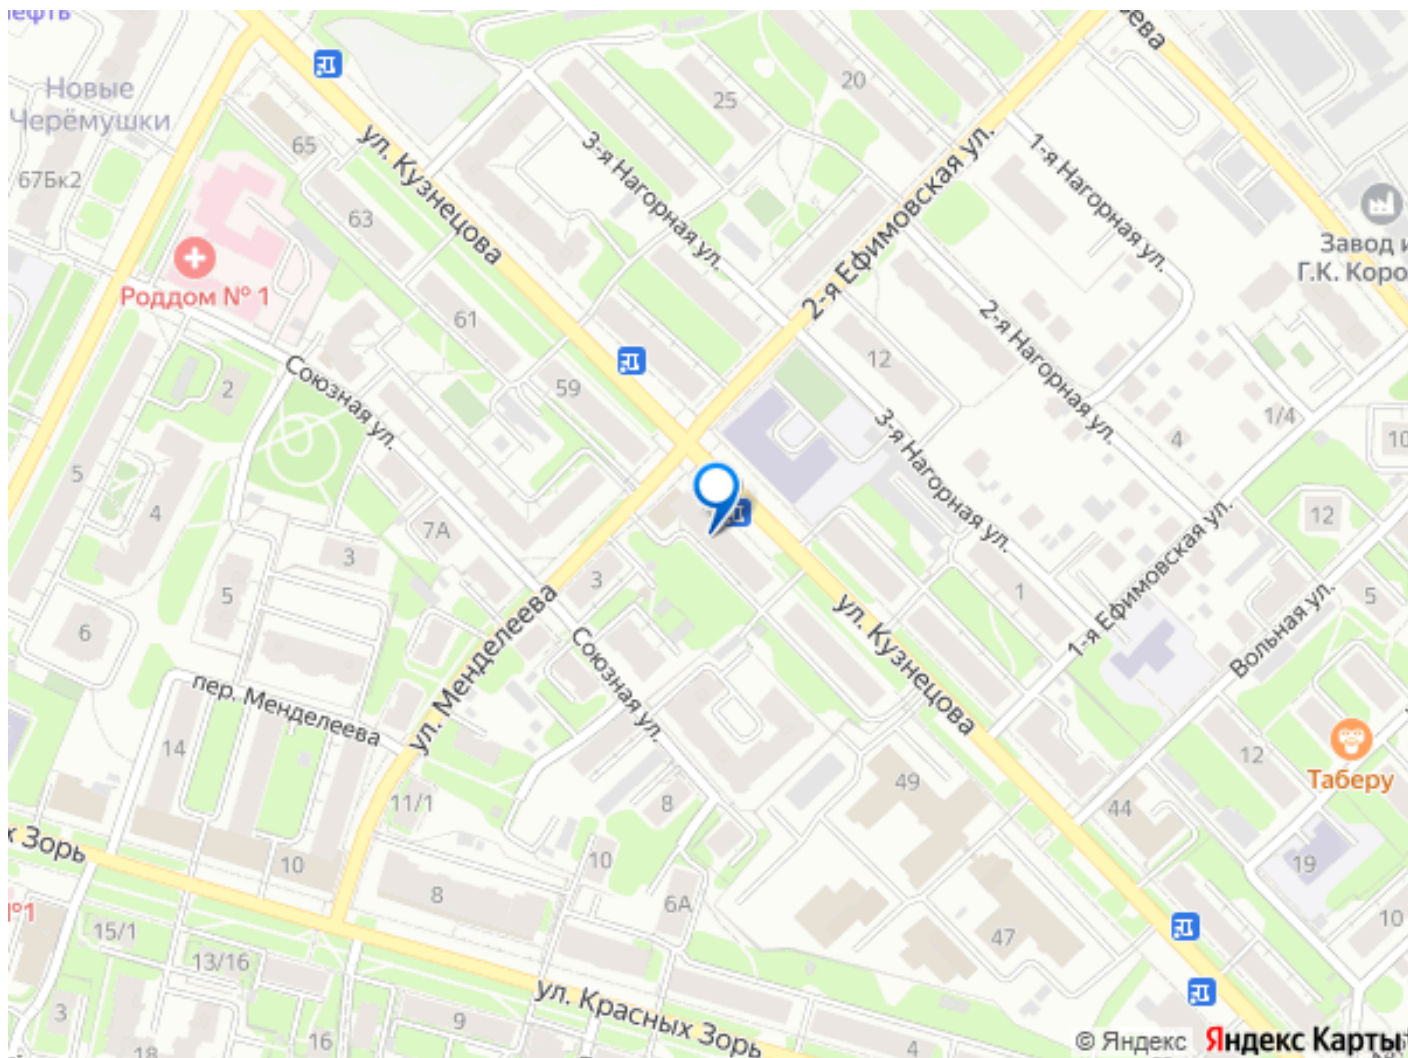 Новые
Черёмушки
67Бк2
65
63
61
59
25
20
ул. Кузнецова
3-я Нагорная ул.
2-я Ефимовская ул.
1-я Нагорная ул.
Завод и
Г.К. Коро
Роддом № 1
Союзная ул.
2
5
4
7А
3
5
6
12
2-я Нагорная ул.
3-я Нагорная ул.
4
1/4
10
12
5
1
1-я Ефимовская ул.
Вольная ул.
3
ул. Менделеева
Союзная ул.
ул. Кузнецова
пер. Менделеева
14
11/1
8
10
49
44
12
Таберу
19
10
47
6А
8
10
х Зорь
№1
15/1
13/16
3
18
16
9
4
ул. Красных Зорь
© Яндекс
Яндекс Карты